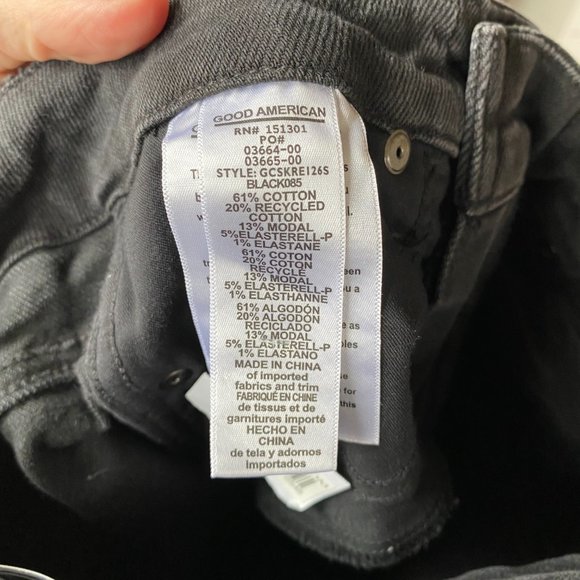 GOOD AMERICAN
RN# 151301
PO#
03664-00
03665-00
STYLE: GCSKREI26S
BLACK085
61% COTTON
20% RECYCLED
COTTON
13% MODAL
5%ELASTERELL-P
1% ELASTANE
61% COTON
20% COTON
RECYCLÉ
13% MODAL
5% ELASTERELL-P
1% ELASTHANNE
61% ALGODÓN
20% ALGODÓN
RECICLADO
13% MODAL
5% ELASTERELL-P
1% ELASTANO
MADE IN CHINA
of imported
fabrics and trim
FABRIQUÉ EN CHINE
de tissus et de
garnitures importé
HECHO EN
CHINA
de tela y adornos
importados